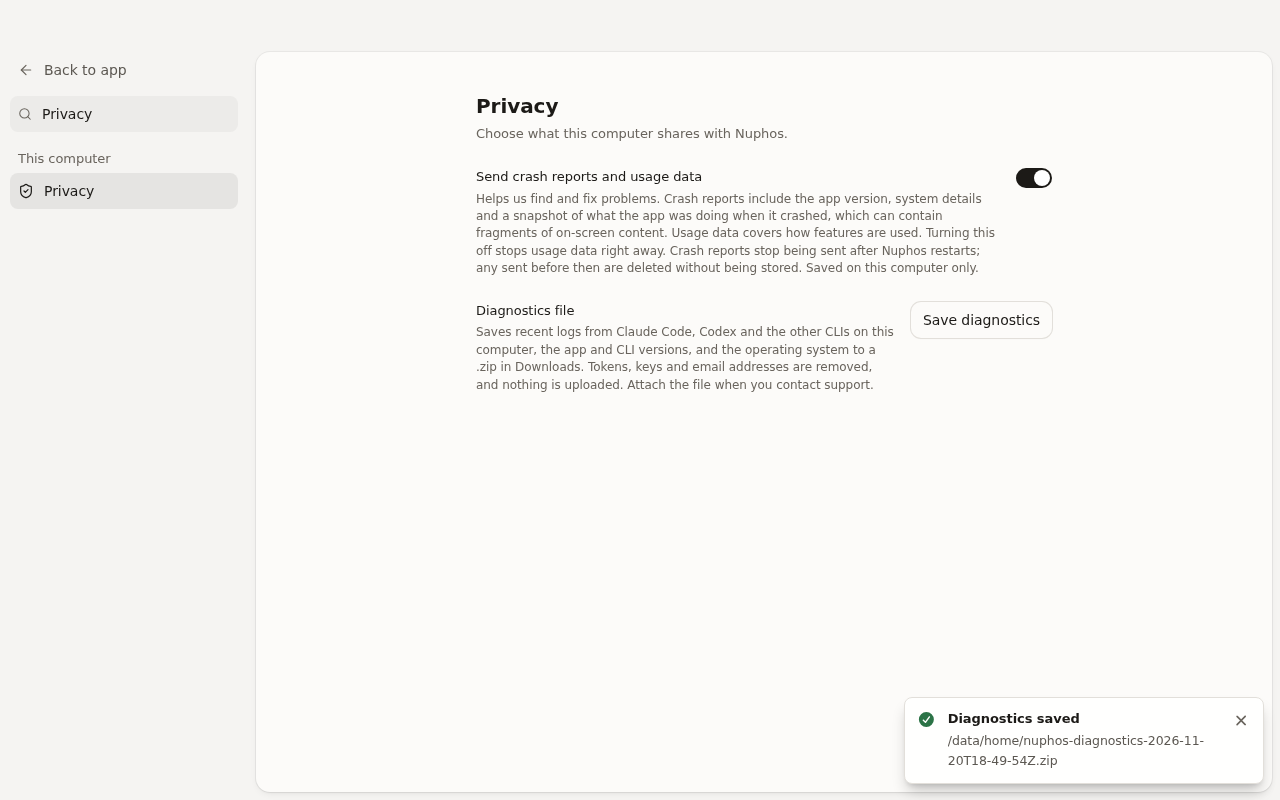 Back to app
Privacy
This computer
Privacy
Privacy
Choose what this computer shares with Nuphos.
Send crash reports and usage data
Helps us find and fix problems. Crash reports include the app version, system details
and a snapshot of what the app was doing when it crashed, which can contain
fragments of on-screen content. Usage data covers how features are used. Turning this
off stops usage data right away. Crash reports stop being sent after Nuphos restarts;
any sent before then are deleted without being stored. Saved on this computer only.
Diagnostics file
Save diagnostics
Saves recent logs from Claude Code, Codex and the other CLIs on this
computer, the app and CLI versions, and the operating system to a
.zip in Downloads. Tokens, keys and email addresses are removed,
and nothing is uploaded. Attach the file when you contact support.
Diagnostics saved
/data/home/nuphos-diagnostics-2026-11-
20T18-49-54Z.zip